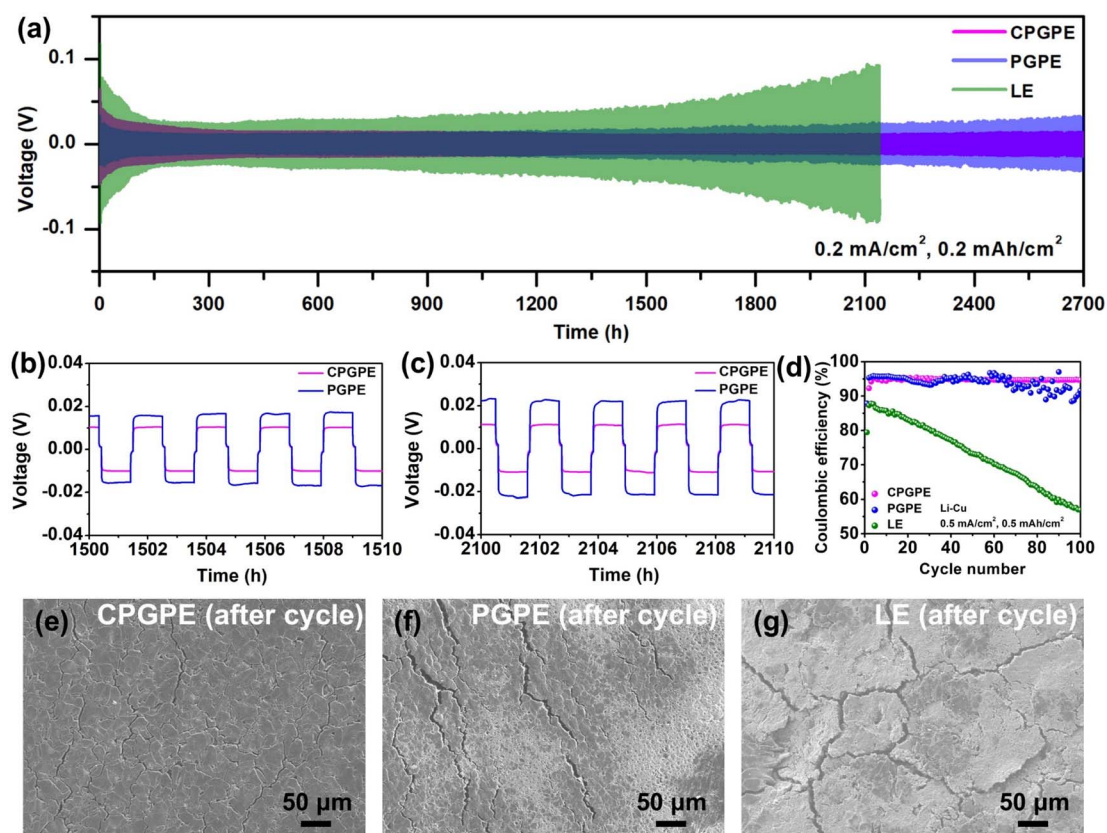 (a)
CPGPE
PGPE
LE
0.1
0.0
-0.1
Voltage (V)
0.2 mA/cm², 0.2 mAh/cm²
0 300 600 900 1200 1500 1800 2100 2400 2700
Time (h)
(b)
0.04
0.02
0.00
-0.02
-0.04
Voltage (V)
CPGPE
PGPE
1500 1502 1504 1506 1508 1510
Time (h)
(c)
0.04
0.02
0.00
-0.02
-0.04
Voltage (V)
CPGPE
PGPE
2100 2102 2104 2106 2108 2110
Time (h)
(d)
100
95
90
80
70
60
50
Coulombic efficiency (%)
CPGPE
PGPE Li-Cu
LE 0.5 mA/cm², 0.5 mAh/cm²
0 20 40 60 80 100
Cycle number
(e) CPGPE (after cycle)
50 µm
(f) PGPE (after cycle)
50 µm
(g) LE (after cycle)
50 µm